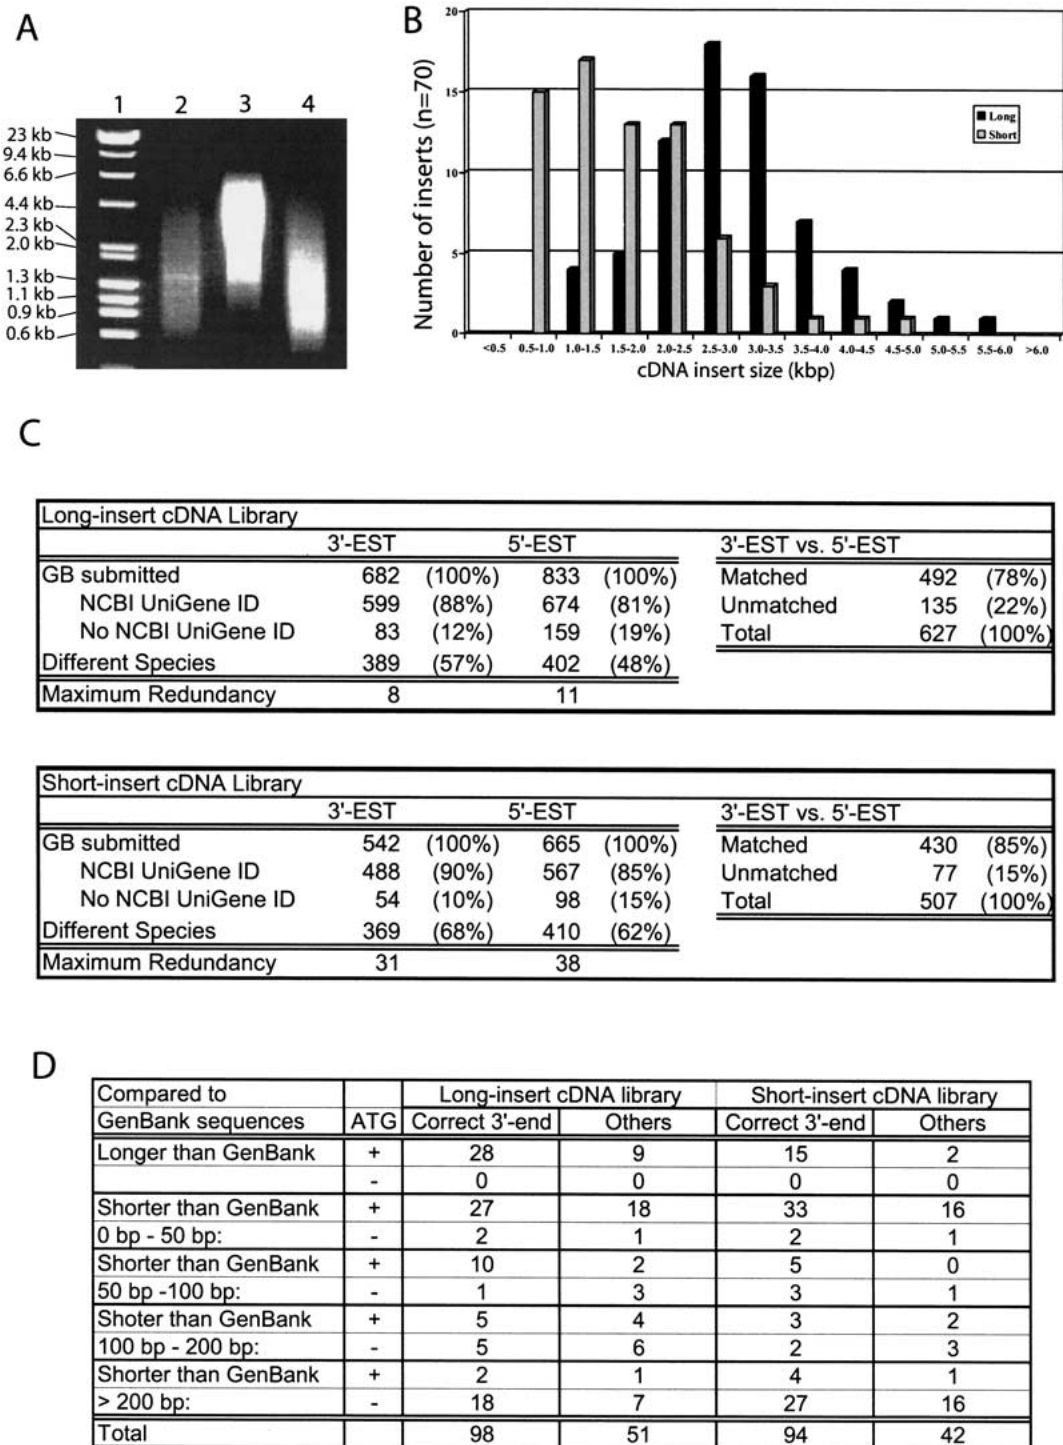 A
1 2 3 4
23 kb
9.4 kb
6.6 kb
4.4 kb
2.3 kb
2.0 kb
1.3 kb
1.1 kb
0.9 kb
0.6 kb
B
Number of inserts (n=70)
20
15
10
5
0
Long
Short
<0.5 0.5-1.0 1.0-1.5 1.5-2.0 2.0-2.5 2.5-3.0 3.0-3.5 3.5-4.0 4.0-4.5 4.5-5.0 5.0-5.5 5.5-6.0 >6.0
cDNA insert size (kbp)
C
Long-insert cDNA Library
3'-EST 5'-EST 3'-EST vs. 5'-EST
GB submitted 682 (100%) 833 (100%) Matched 492 (78%)
NCBI UniGene ID 599 (88%) 674 (81%) Unmatched 135 (22%)
No NCBI UniGene ID 83 (12%) 159 (19%) Total 627 (100%)
Different Species 389 (57%) 402 (48%)
Maximum Redundancy 8 11
Short-insert cDNA Library
3'-EST 5'-EST 3'-EST vs. 5'-EST
GB submitted 542 (100%) 665 (100%) Matched 430 (85%)
NCBI UniGene ID 488 (90%) 567 (85%) Unmatched 77 (15%)
No NCBI UniGene ID 54 (10%) 98 (15%) Total 507 (100%)
Different Species 369 (68%) 410 (62%)
Maximum Redundancy 31 38
D
Compared to Long-insert cDNA library Short-insert cDNA library
GenBank sequences ATG Correct 3'-end Others Correct 3'-end Others
Longer than GenBank + 28 9 15 2
- 0 0 0 0
Shorter than GenBank + 27 18 33 16
0 bp - 50 bp: - 2 1 2 1
Shorter than GenBank + 10 2 5 0
50 bp -100 bp: - 1 3 3 1
Shoter than GenBank + 5 4 3 2
100 bp - 200 bp: - 5 6 2 3
Shorter than GenBank + 2 1 4 1
> 200 bp: - 18 7 27 16
Total 98 51 94 42